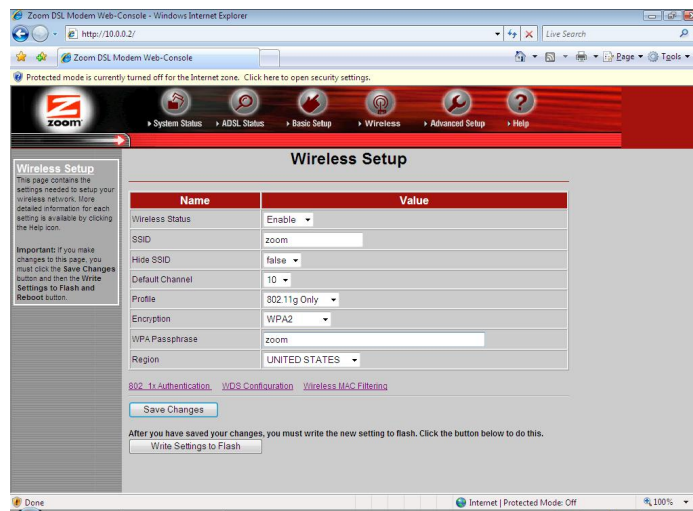 Zoom DSL Modem Web-Console - Windows Internet Explorer
http://10.0.0.2/
Live Search
Zoom DSL Modem Web-Console
Page
Tools
Protected mode is currently turned off for the Internet zone. Click here to open security settings.
zoom
System Status
ADSL Status
Basic Setup
Wireless
Advanced Setup
Help
Wireless Setup
This page contains the
settings needed to setup your
wireless network. More
detailed information for each
setting is available by clicking
the Help icon.
Important: If you make
changes to this page, you
must click the Save Changes
button and then the Write
Settings to Flash and
Reboot button.
Wireless Setup
Name Value
Wireless Status Enable
SSID zoom
Hide SSID false
Default Channel 10
Profile 802.11g Only
Encryption WPA2
WPA Passphrase zoom
Region UNITED STATES
802_1x Authentication WDS Configuration Wireless MAC Filtering
Save Changes
After you have saved your changes, you must write the new setting to flash. Click the button below to do this.
Write Settings to Flash
Done
Internet | Protected Mode: Off
100%